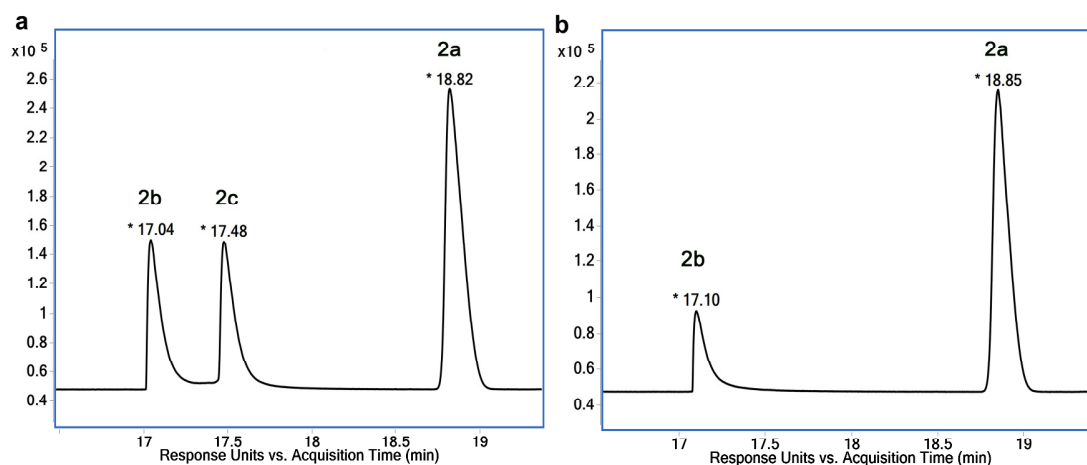 a
x10 5
2.6
2.4
2.2
2
1.8
1.6
1.4
1.2
1
0.8
0.6
0.4
2b
* 17.04
2c
* 17.48
2a
* 18.82
17 17.5 18 18.5 19
Response Units vs. Acquisition Time (min)
b
x10 5
2.2
2
1.8
1.6
1.4
1.2
1
0.8
0.6
0.4
2b
* 17.10
2a
* 18.85
17 17.5 18 18.5 19
Response Units vs. Acquisition Time (min)